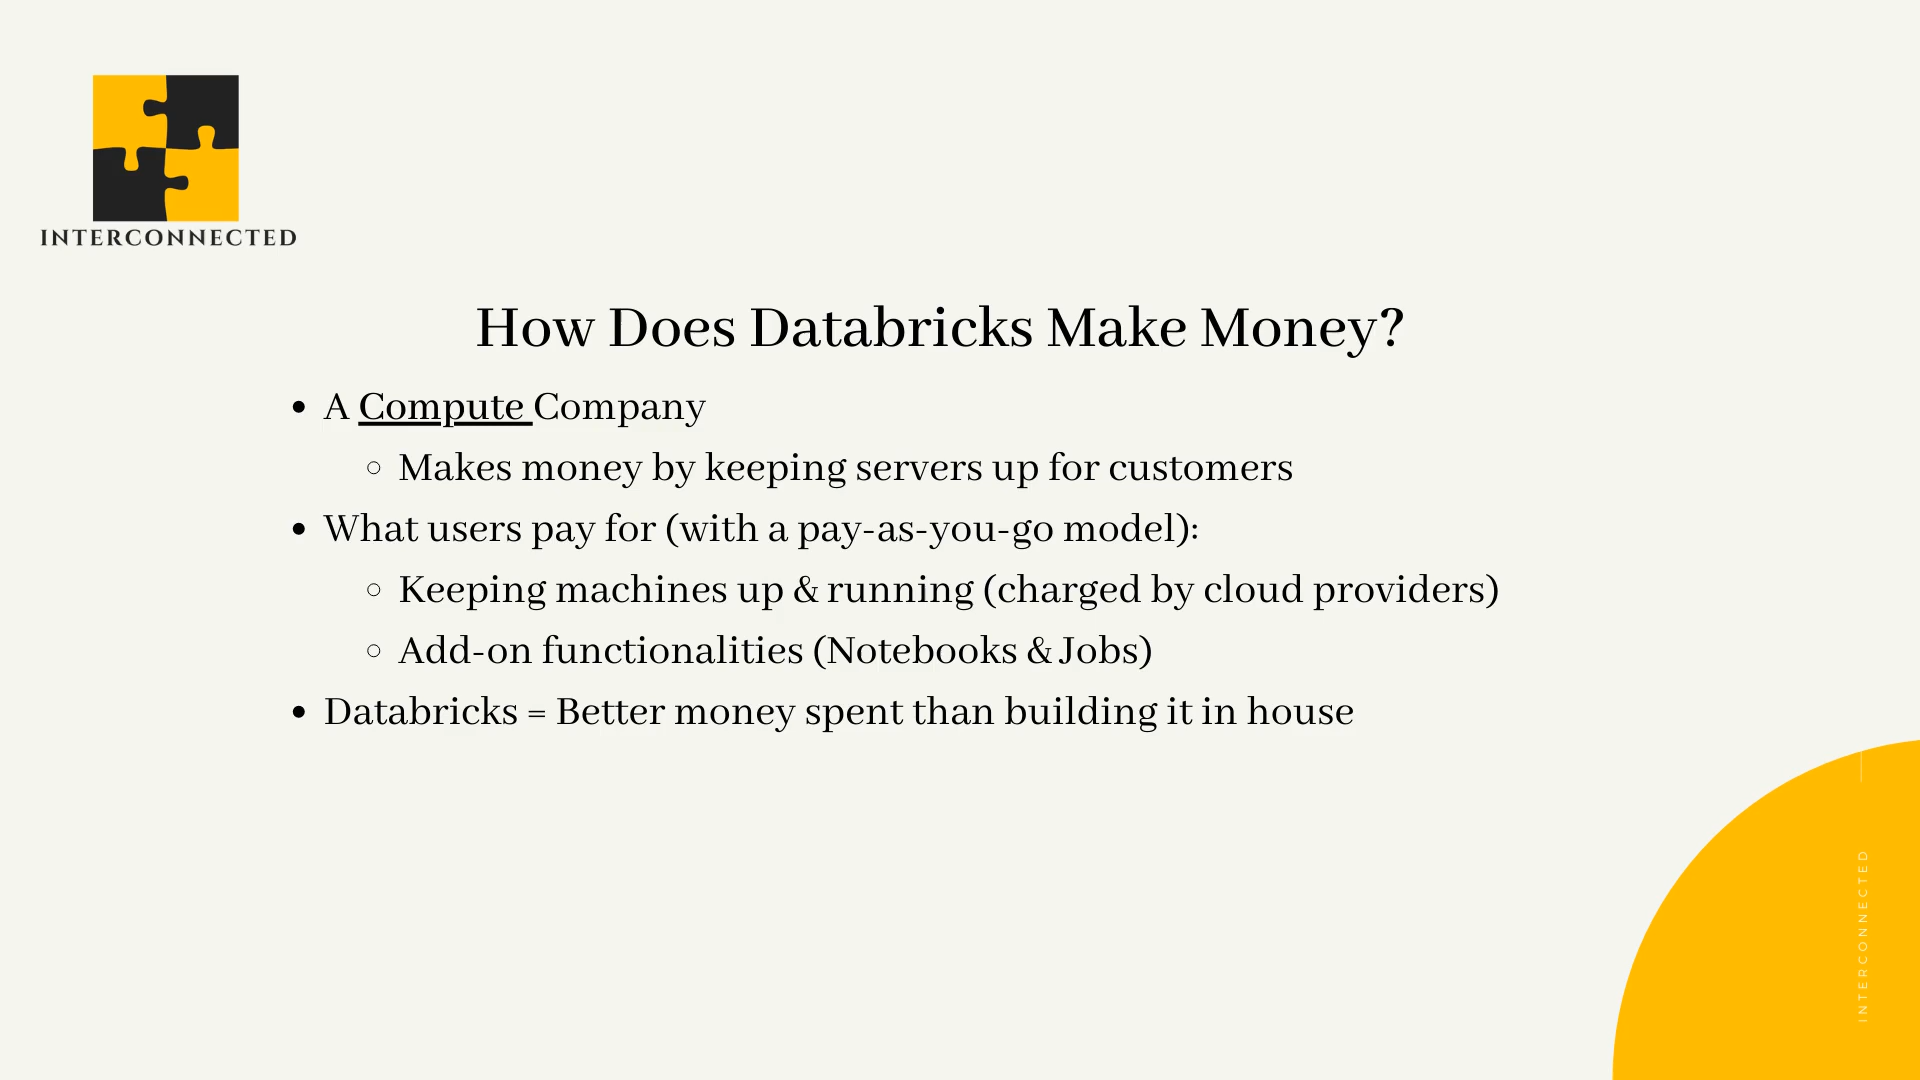 INTERCONNECTED
How Does Databricks Make Money?
• A Compute Company
◦ Makes money by keeping servers up for customers
• What users pay for (with a pay-as-you-go model):
◦ Keeping machines up & running (charged by cloud providers)
◦ Add-on functionalities (Notebooks & Jobs)
• Databricks = Better money spent than building it in house
INTERCONNECTED